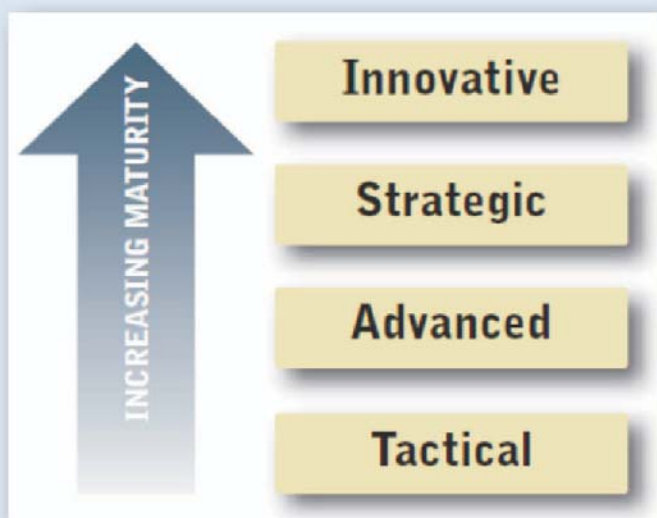 INCREASING MATURITY
Innovative
Strategic
Advanced
Tactical